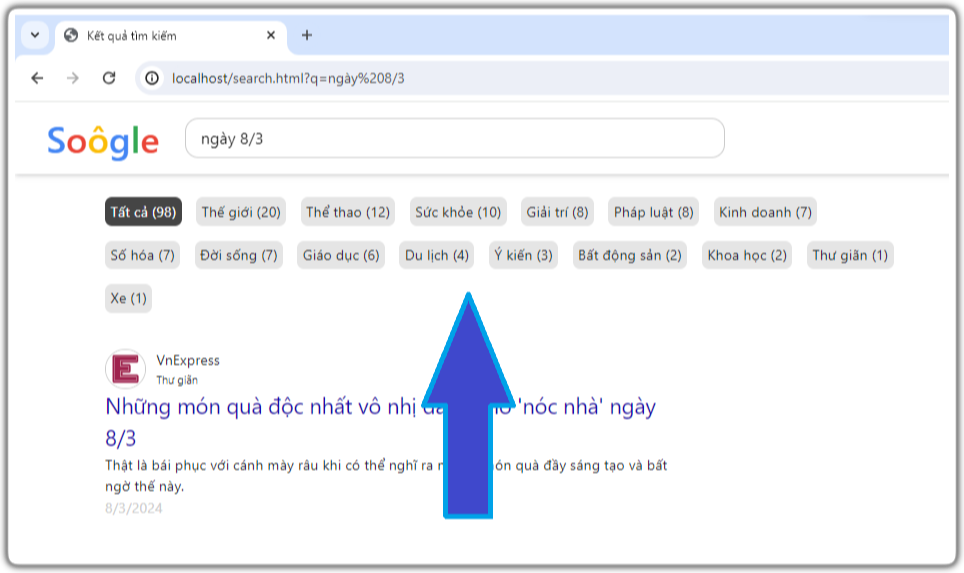 Kết quả tìm kiếm
localhost/search.html?q=ngày%208/3
Soôgle ngày 8/3
Tất cả (98) Thế giới (20) Thể thao (12) Sức khỏe (10) Giải trí (8) Pháp luật (8) Kinh doanh (7)
Số hóa (7) Đời sống (7) Giáo dục (6) Du lịch (4) Ý kiến (3) Bất động sản (2) Khoa học (2) Thư giãn (1)
Xe (1)
E VnExpress
Thư giãn
Những món quà độc nhất vô nhị 'nóc nhà' ngày
8/3
Thật là bái phục với cánh mày râu khi có thể nghĩ ra quà đầy sáng tạo và bất
ngờ thế này.
8/3/2024